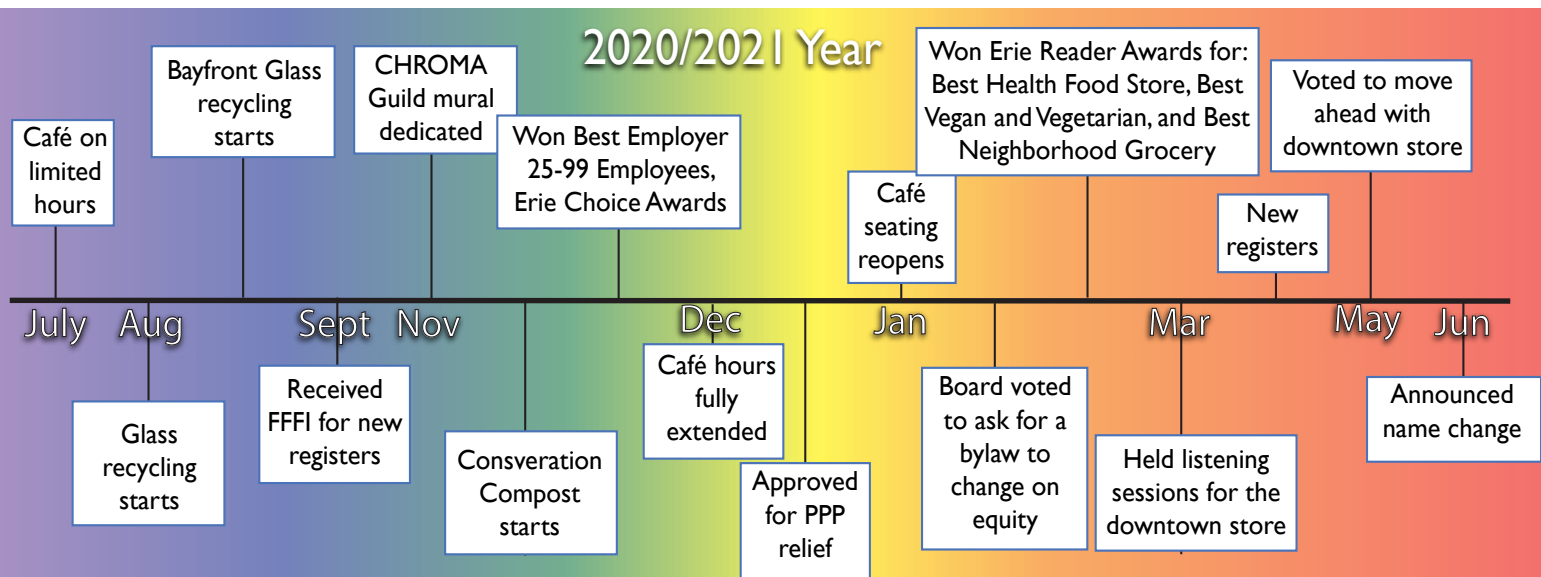 2020/2021 Year
Café on
limited
hours
Bayfront Glass
recycling
starts
CHROMA
Guild mural
dedicated
Won Best Employer
25-99 Employees,
Erie Choice Awards
Café
seating
reopens
Won Erie Reader Awards for:
Best Health Food Store, Best
Vegan and Vegetarian, and Best
Neighborhood Grocery
New
registers
Voted to move
ahead with
downtown store
July Aug Sept Nov Dec Jan Mar May Jun
Glass
recycling
starts
Received
FFFI for new
registers
Consveration
Compost
starts
Café hours
fully
extended
Approved
for PPP
relief
Board voted
to ask for a
bylaw to
change on
equity
Held listening
sessions for the
downtown store
Announced
name change